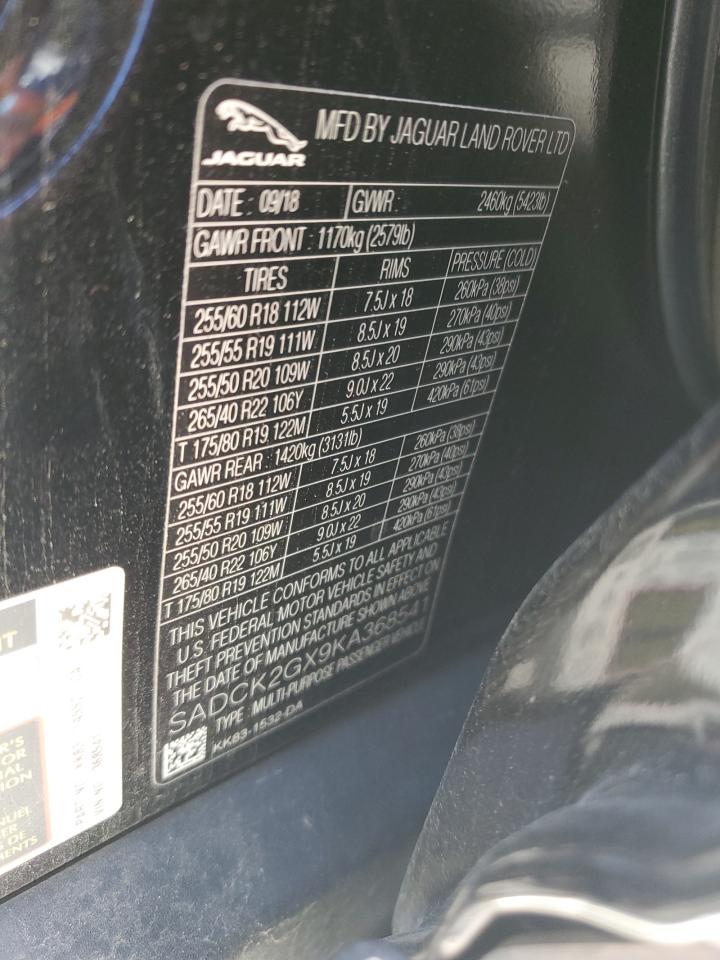 JAGUAR
MFD BY JAGUAR LAND ROVER LTD
DATE : 09/18 GVWR : 2460kg (5423lb)
GAWR FRONT : 1170kg (2579lb)
TIRES RIMS PRESSURE (COLD)
255/60 R18 112W 7.5J x 18 260kPa (38psi)
255/55 R19 111W 8.5J x 19 270kPa (40psi)
255/50 R20 109W 8.5J x 20 290kPa (43psi)
265/40 R22 106Y 9.0J x 22 290kPa (43psi)
T 175/80 R19 122M 5.5J x 19 420kPa (61psi)
GAWR REAR : 1420kg (3131lb)
255/60 R18 112W 7.5J x 18 260kPa (38psi)
255/55 R19 111W 8.5J x 19 270kPa (40psi)
255/50 R20 109W 8.5J x 20 290kPa (43psi)
265/40 R22 106Y 9.0J x 22 290kPa (43psi)
T 175/80 R19 122M 5.5J x 19 420kPa (61psi)
THIS VEHICLE CONFORMS TO ALL APPLICABLE
U.S. FEDERAL MOTOR VEHICLE SAFETY AND
THEFT PREVENTION STANDARDS IN EFFECT ON
THE DATE OF MANUFACTURE SHOWN ABOVE.
SADCK2GX9KA368541
TYPE : MULTI-PURPOSE PASSENGER VEHICLE
KK83-1532-DA